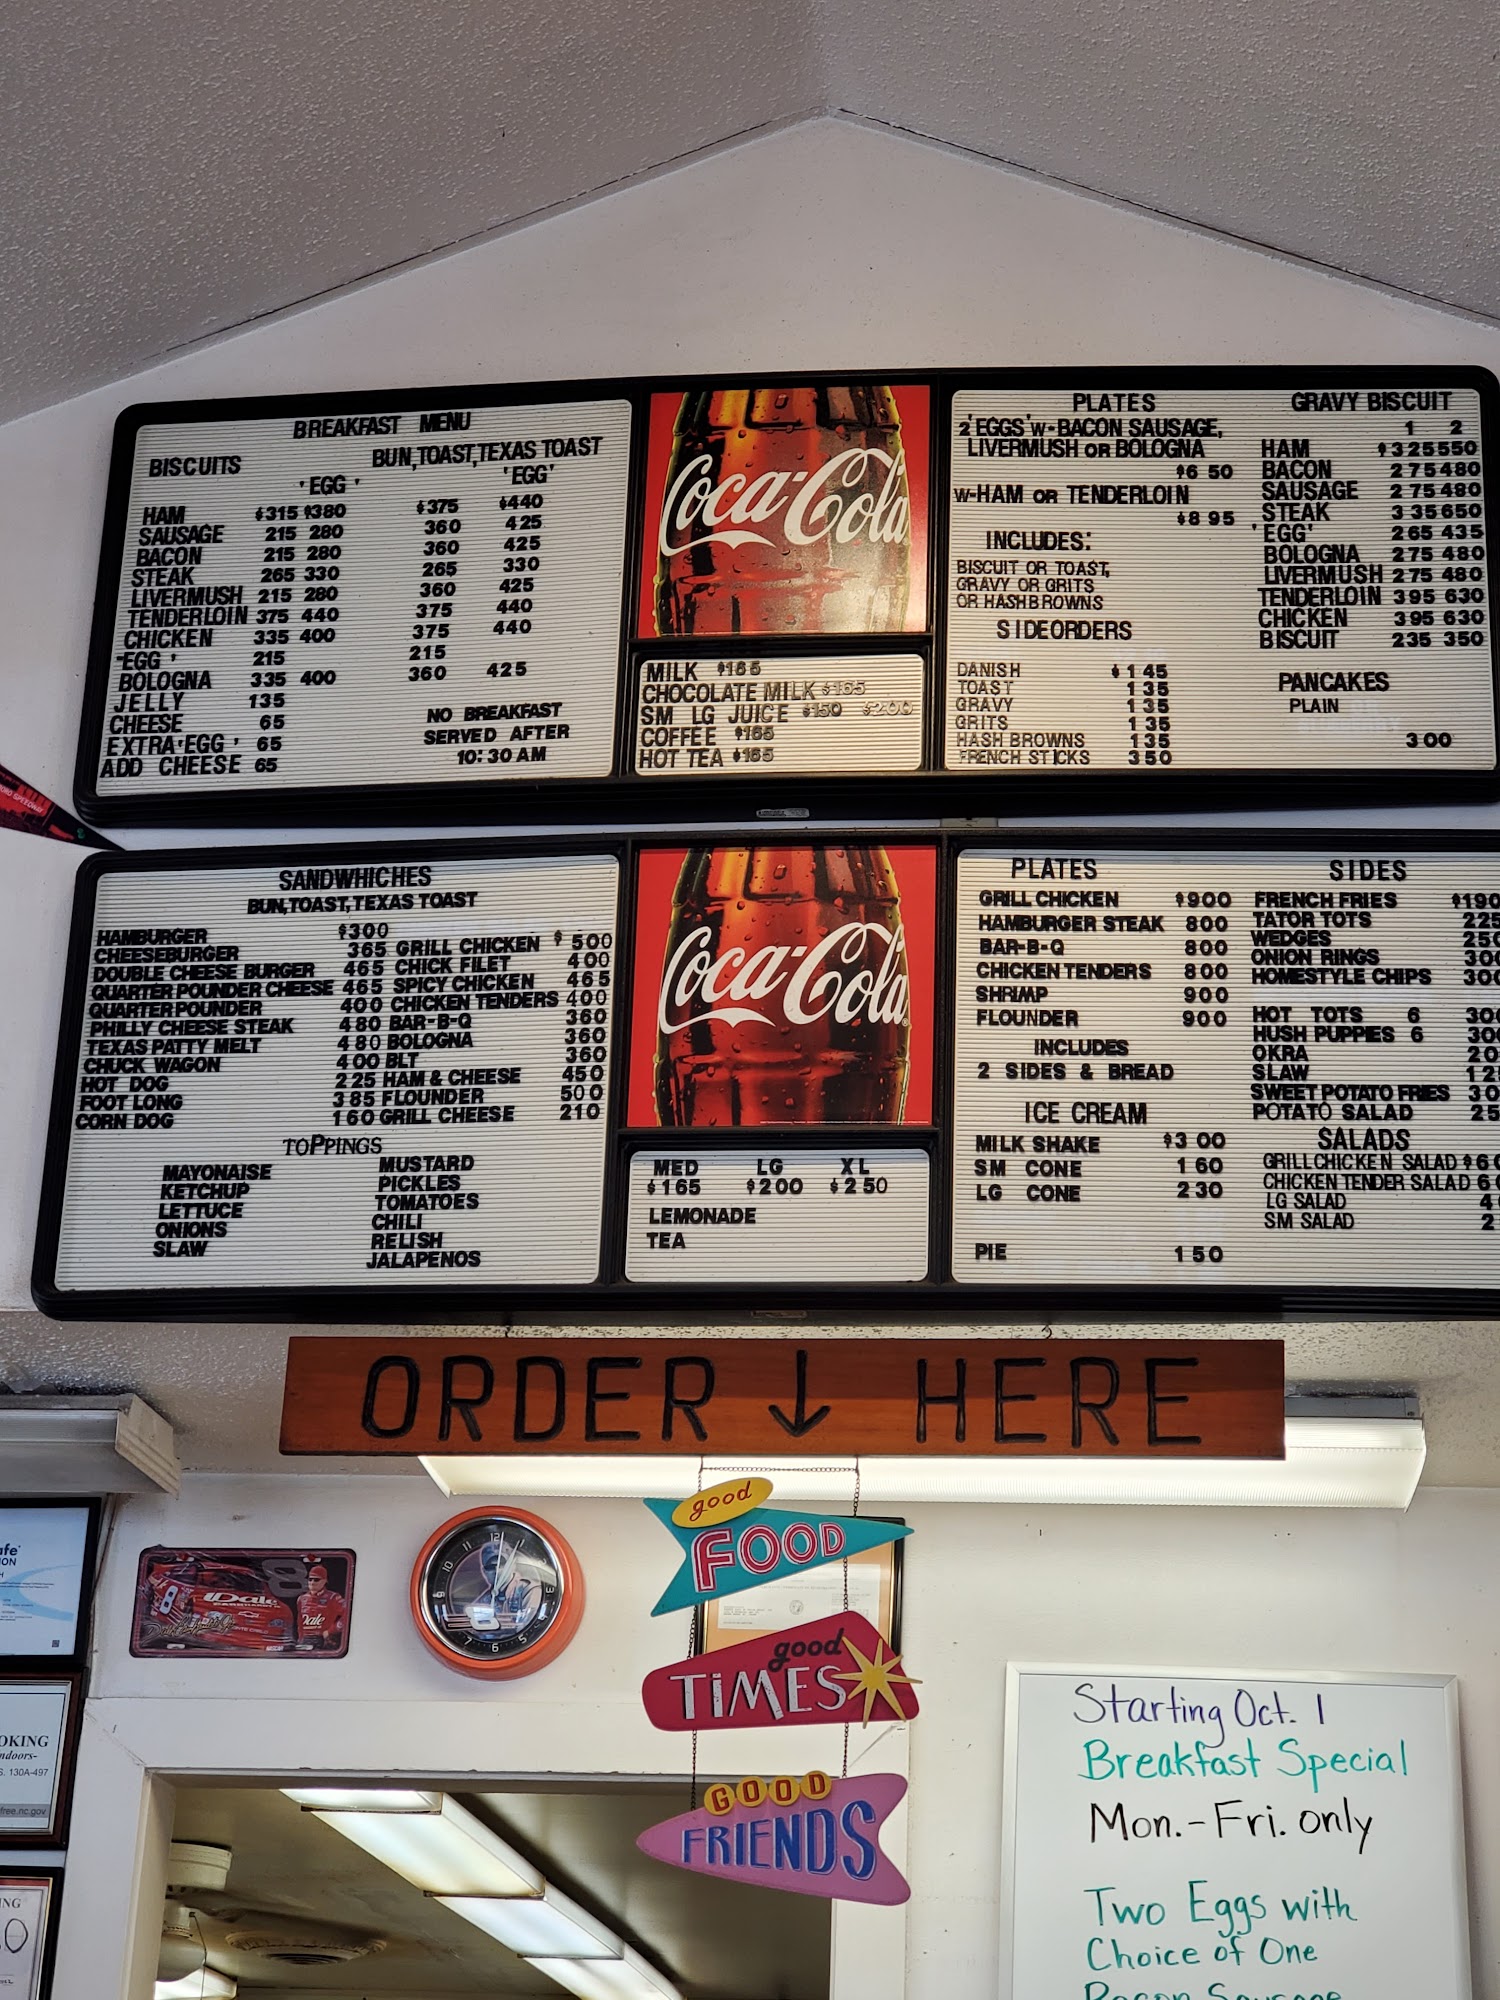 BREAKFAST MENU
BISCUITS
BUN,TOAST,TEXAS TOAST
'EGG'
'EGG'
HAM $315 $380 $375 $440
SAUSAGE 215 280 360 425
BACON 215 280 360 425
STEAK 265 330 265 330
LIVERMUSH 215 280 360 425
TENDERLOIN 375 440 375 440
CHICKEN 335 400 375 440
"EGG' 215 215
BOLOGNA 335 400 360 425
JELLY 135
CHEESE 65
EXTRA'EGG' 65
ADD CHEESE 65
NO BREAKFAST
SERVED AFTER
10:30 AM
Coca-Cola
MILK $165
CHOCOLATE MILK $165
SM LG JUICE $150 $200
COFFEE $165
HOT TEA $165
PLATES
2'EGGS'W-BACON SAUSAGE,
LIVERMUSH OR BOLOGNA
$6 50
W-HAM OR TENDERLOIN
$8 95
INCLUDES:
BISCUIT OR TOAST,
GRAVY OR GRITS
OR HASHBROWNS
SIDEORDERS
DANISH $145
TOAST 135
GRAVY 135
GRITS 135
HASH BROWNS 135
FRENCH STICKS 350
GRAVY BISCUIT
1 2
HAM $325 550
BACON 275 480
SAUSAGE 275 480
STEAK 335 650
'EGG' 265 435
BOLOGNA 275 480
LIVERMUSH 275 480
TENDERLOIN 395 630
CHICKEN 395 630
BISCUIT 235 350
PANCAKES
PLAIN
300
SANDWHICHES
BUN,TOAST,TEXAS TOAST
HAMBURGER $300
CHEESEBURGER 365
DOUBLE CHEESE BURGER 465
QUARTER POUNDER CHEESE 465
QUARTER POUNDER 400
PHILLY CHEESE STEAK 480
TEXAS PATTY MELT 480
CHUCK WAGON 400
HOT DOG 225
FOOT LONG 385
CORN DOG 160
GRILL CHICKEN $500
CHICK FILET 400
SPICY CHICKEN 465
CHICKEN TENDERS 400
BAR-B-Q 360
BOLOGNA 360
BLT 360
HAM & CHEESE 450
FLOUNDER 500
GRILL CHEESE 210
TOPPINGS
MAYONAISE
KETCHUP
LETTUCE
ONIONS
SLAW
MUSTARD
PICKLES
TOMATOES
CHILI
RELISH
JALAPENOS
Coca-Cola
MED LG XL
$165 $200 $250
LEMONADE
TEA
PLATES
GRILL CHICKEN $900
HAMBURGER STEAK 800
BAR-B-Q 800
CHICKEN TENDERS 800
SHRIMP 900
FLOUNDER 900
INCLUDES
2 SIDES & BREAD
ICE CREAM
MILK SHAKE $3 00
SM CONE 160
LG CONE 230
PIE 150
SIDES
FRENCH FRIES $190
TATOR TOTS 225
WEDGES
ONION RINGS
HOMESTYLE CHIPS
HOT TOTS 6
HUSH PUPPIES 6
OKRA
SLAW
SWEET POTATO FRIES
POTATO SALAD
SALADS
GRILL CHICKEN SALAD
CHICKEN TENDER SALAD
LG SALAD
SM SALAD
ORDER ↓ HERE
good
FOOD
good
TIMES
GOOD
FRIENDS
8
Dale
Starting Oct. 1
Breakfast Special
Mon.-Fri. only
Two Eggs with
Choice of One
Bacon Sausage